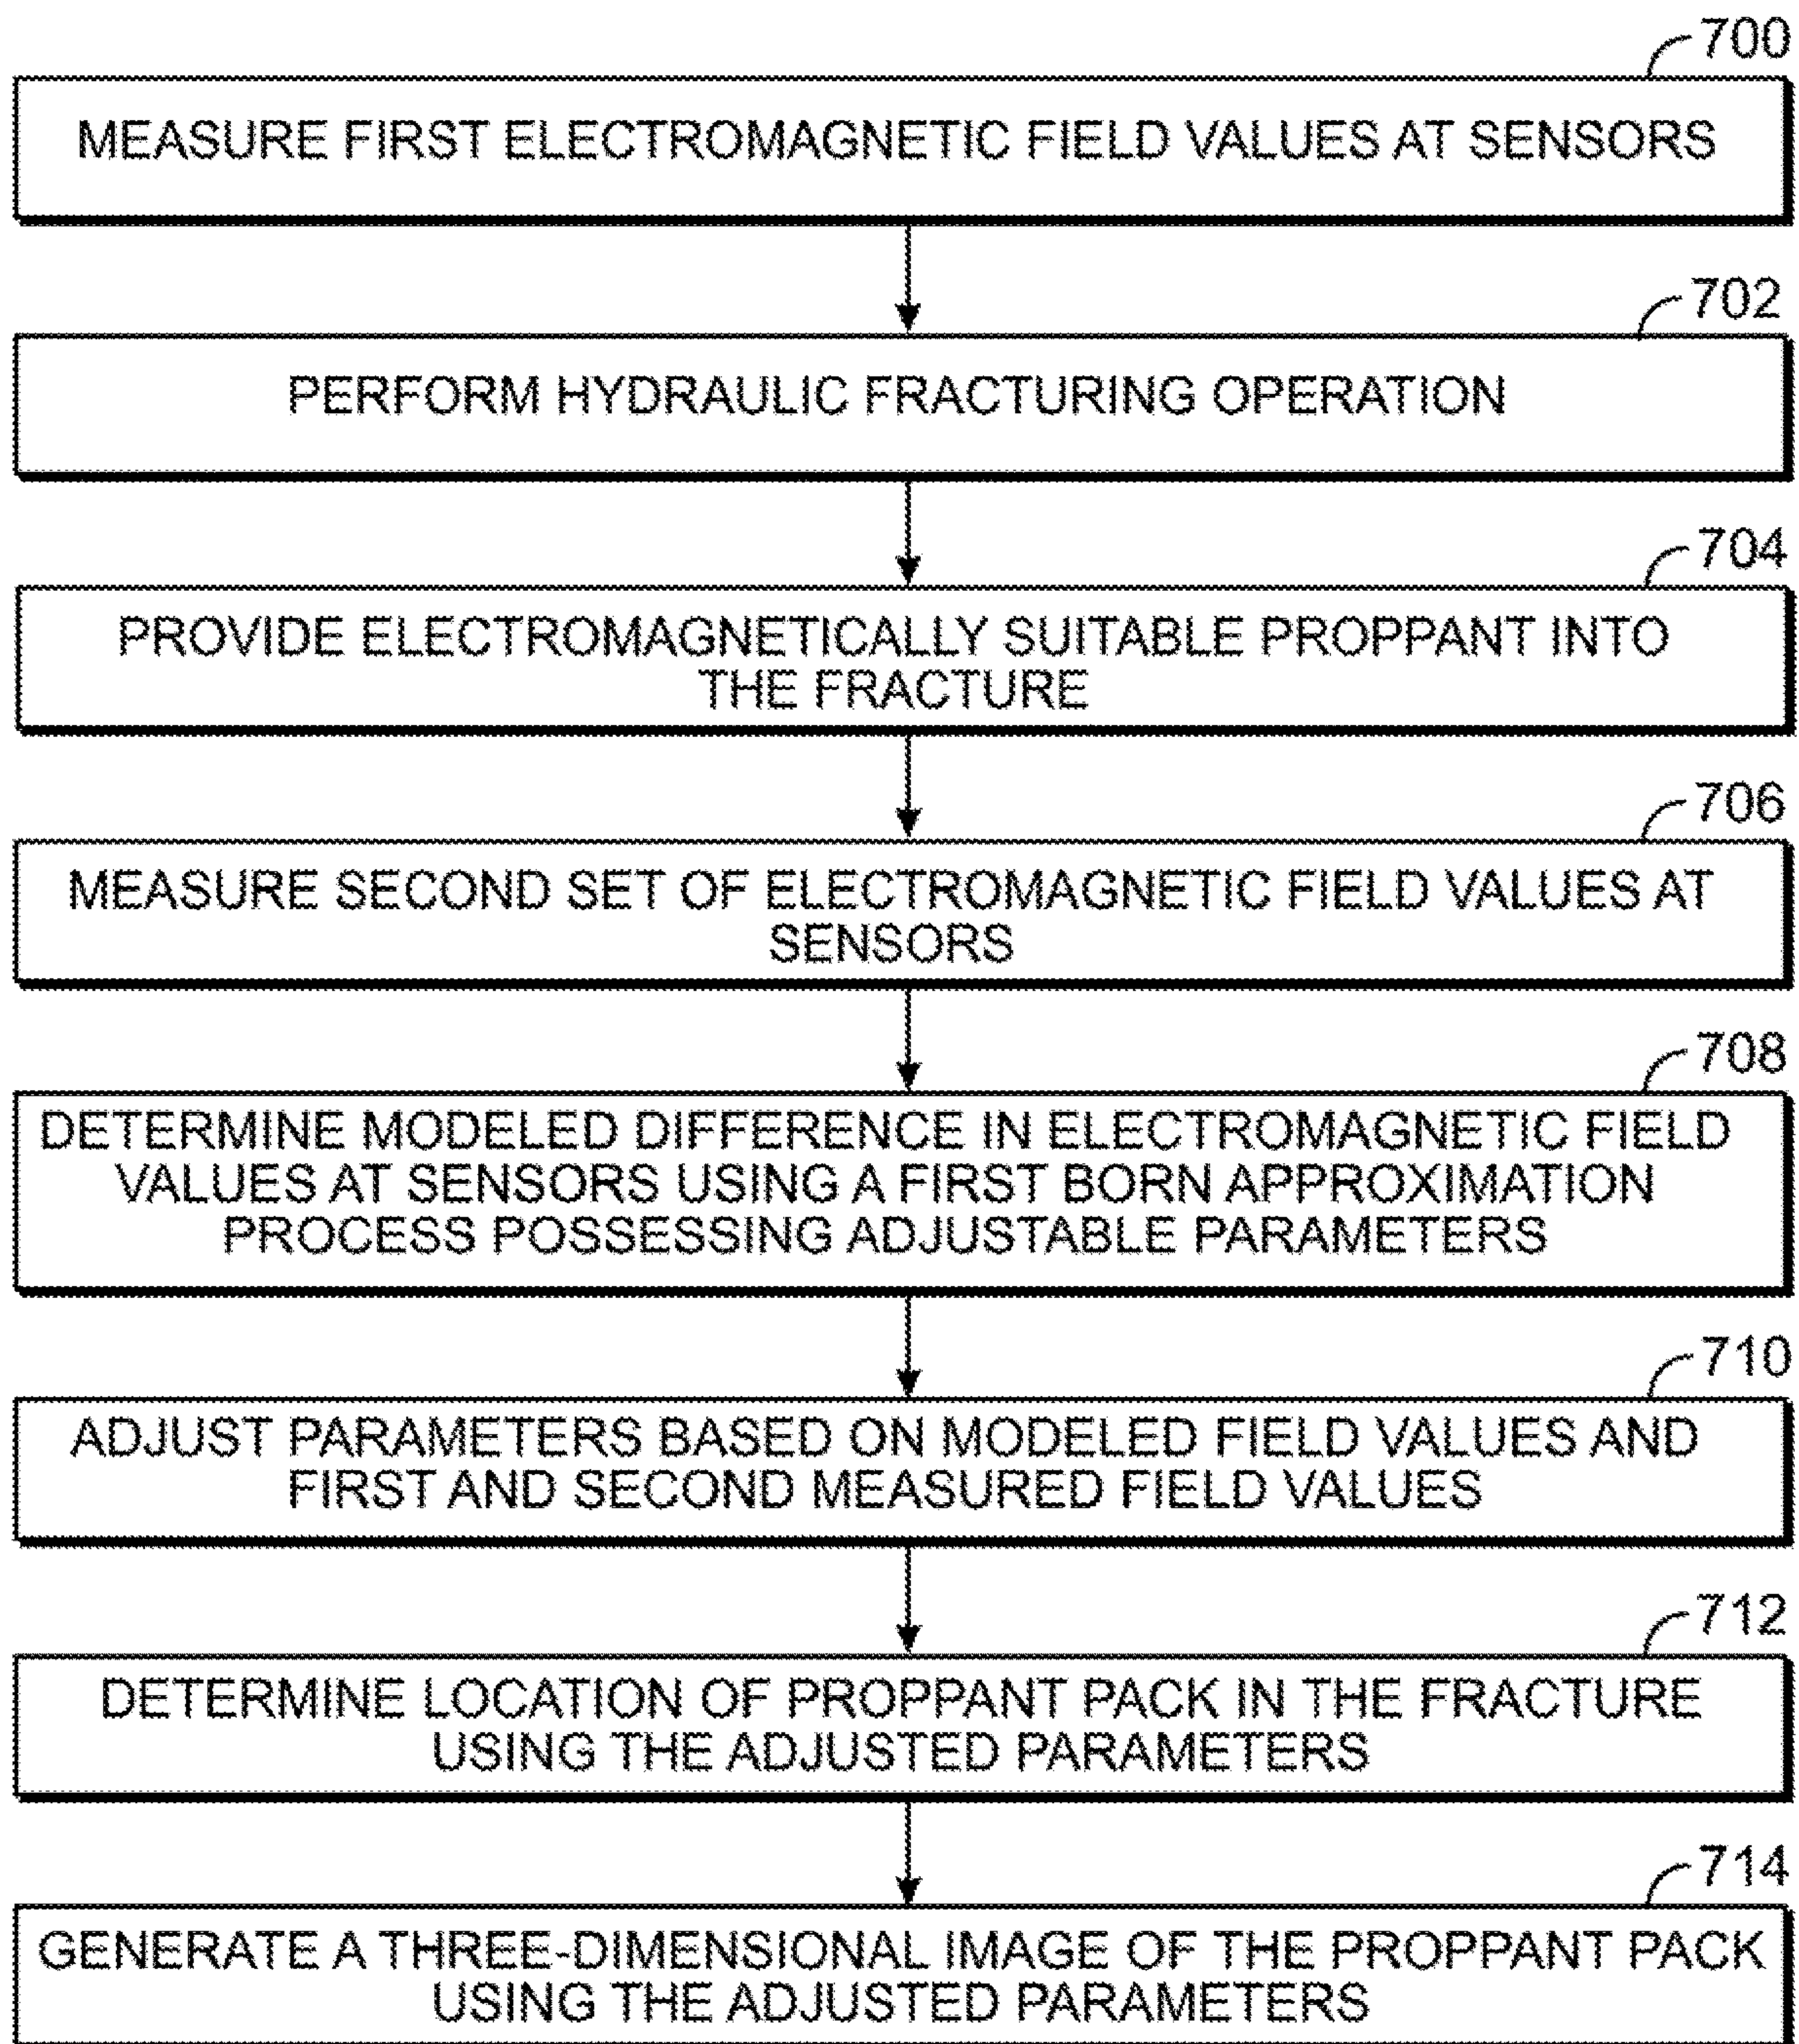 700
MEASURE FIRST ELECTROMAGNETIC FIELD VALUES AT SENSORS
702
PERFORM HYDRAULIC FRACTURING OPERATION
704
PROVIDE ELECTROMAGNETICALLY SUITABLE PROPPANT INTO
THE FRACTURE
706
MEASURE SECOND SET OF ELECTROMAGNETIC FIELD VALUES AT
SENSORS
708
DETERMINE MODELED DIFFERENCE IN ELECTROMAGNETIC FIELD
VALUES AT SENSORS USING A FIRST BORN APPROXIMATION
PROCESS POSSESSING ADJUSTABLE PARAMETERS
710
ADJUST PARAMETERS BASED ON MODELED FIELD VALUES AND
FIRST AND SECOND MEASURED FIELD VALUES
712
DETERMINE LOCATION OF PROPPANT PACK IN THE FRACTURE
USING THE ADJUSTED PARAMETERS
714
GENERATE A THREE-DIMENSIONAL IMAGE OF THE PROPPANT PACK
USING THE ADJUSTED PARAMETERS